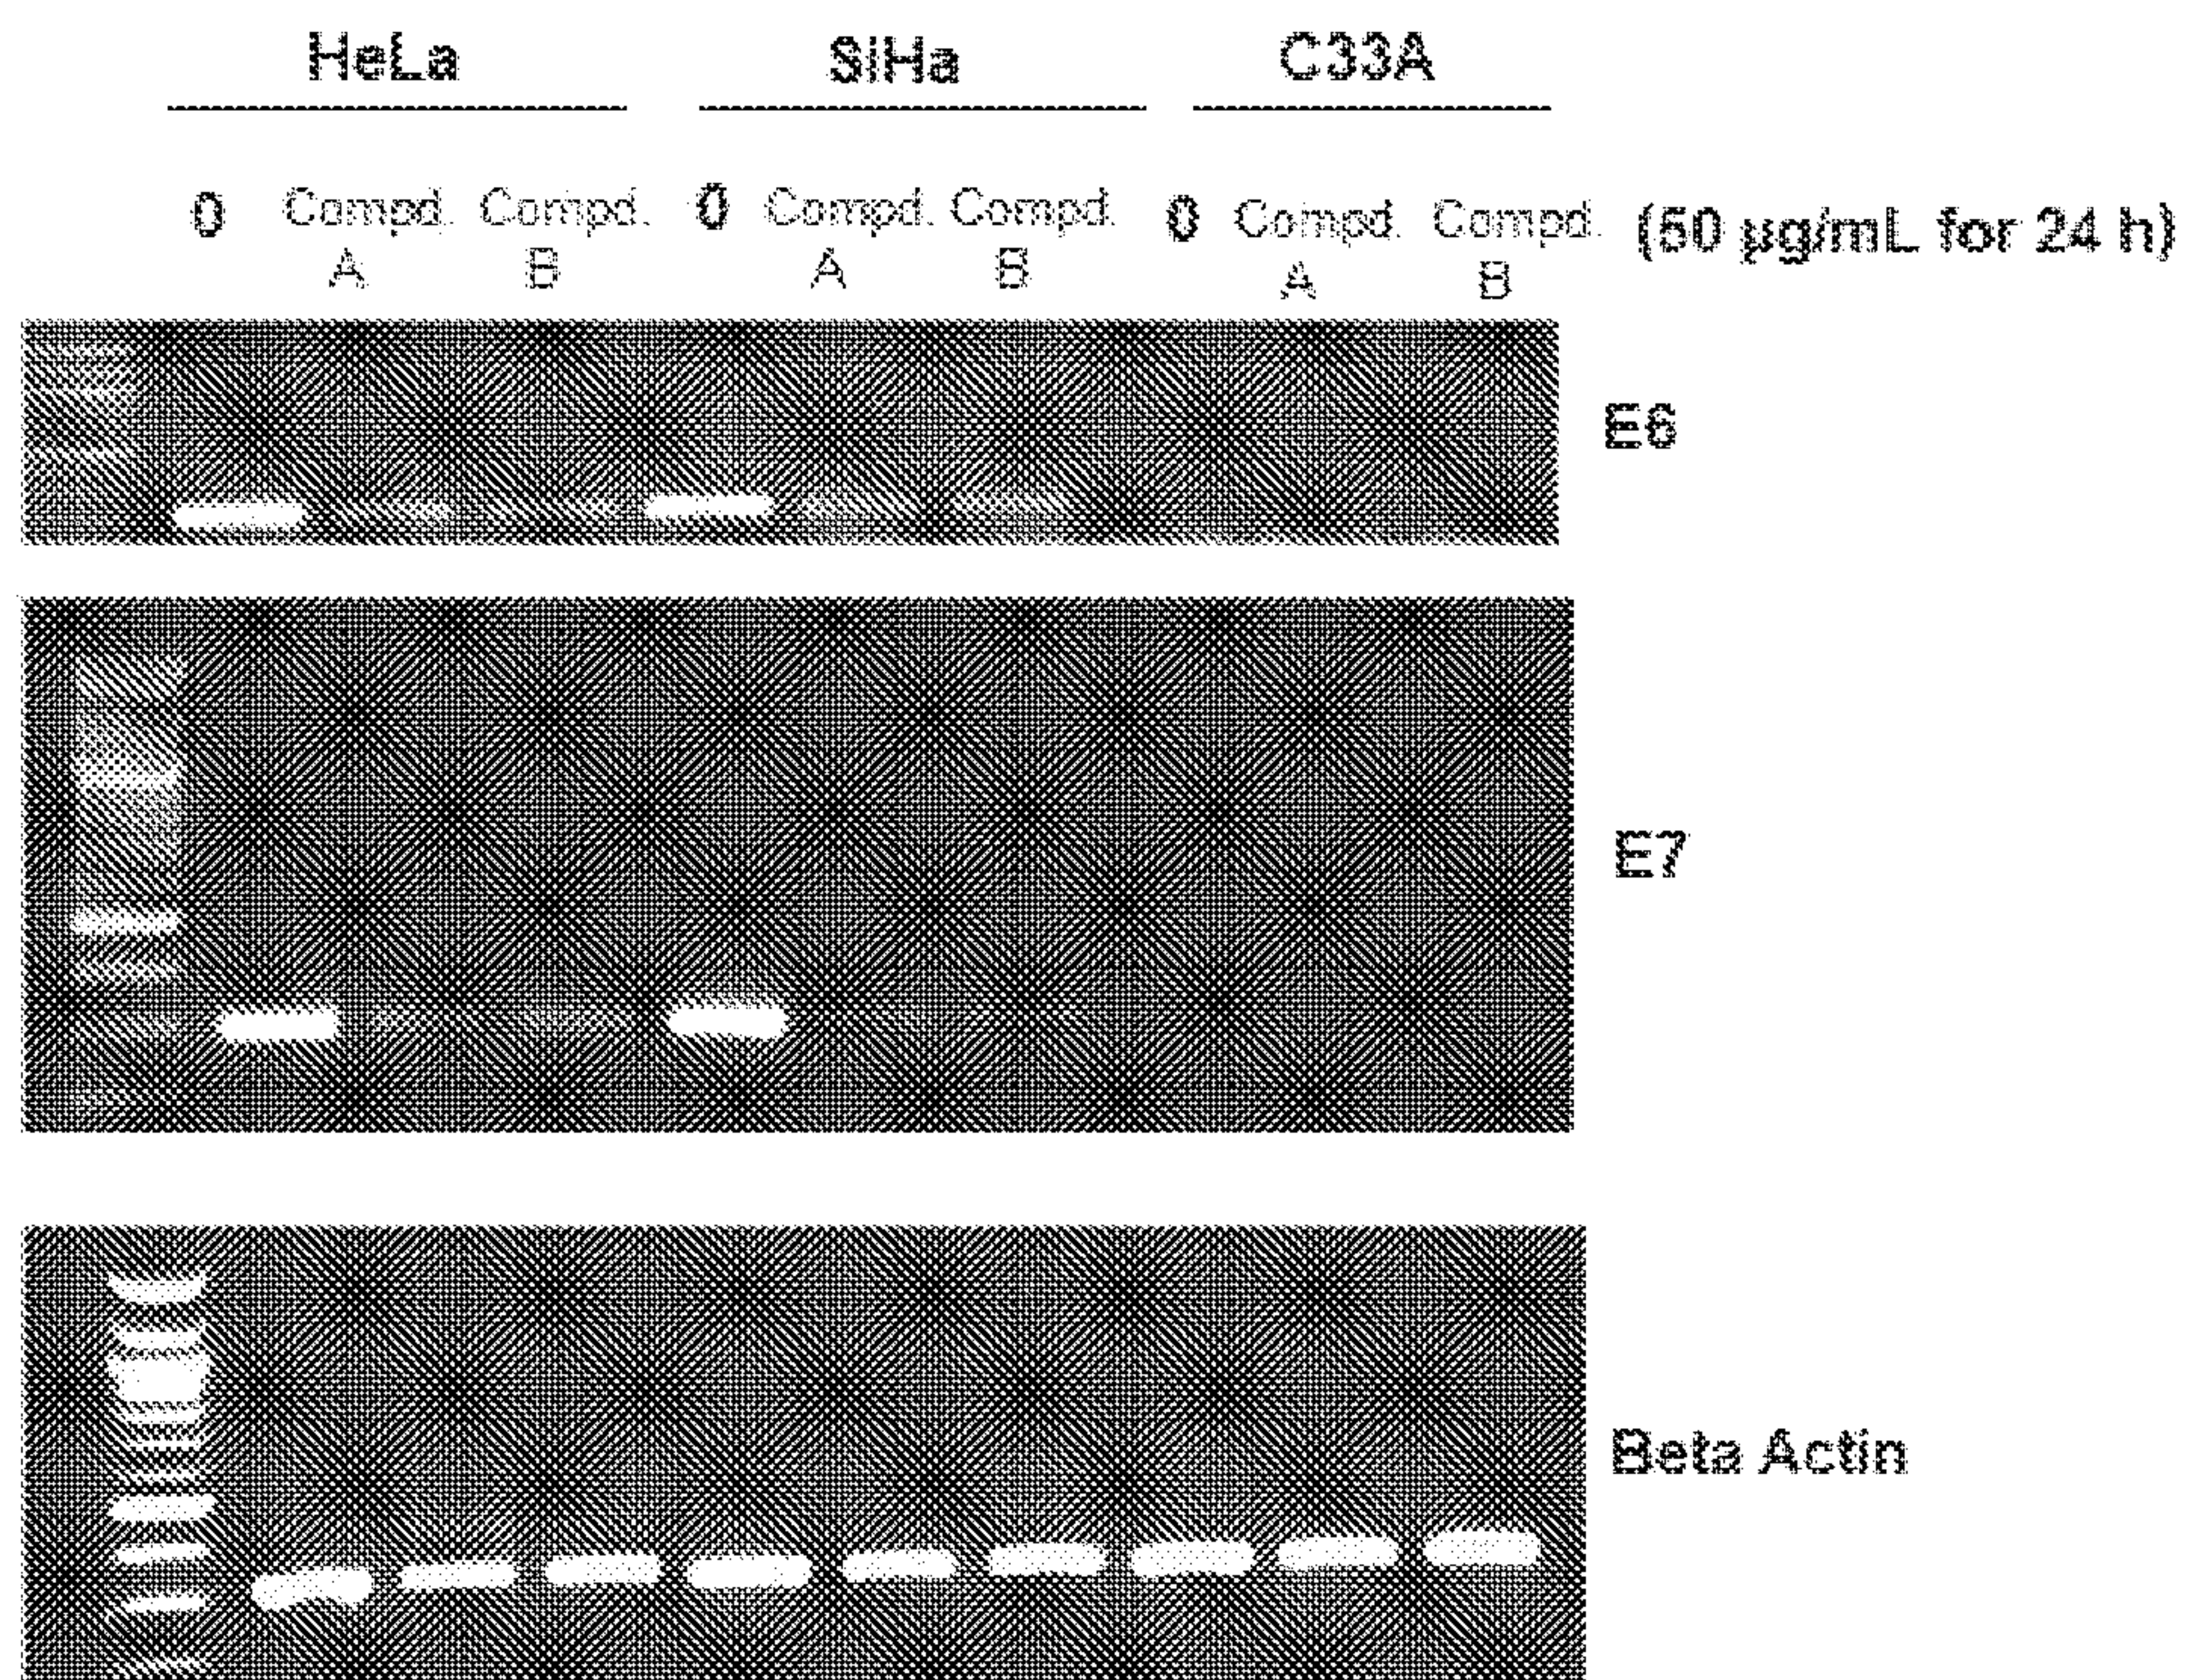 HeLa SiHa C33A
0 Compd. A Compd. B 0 Compd. A Compd. B 0 Compd. A Compd. B (50 µg/mL for 24 h)
E6
E7
Beta Actin